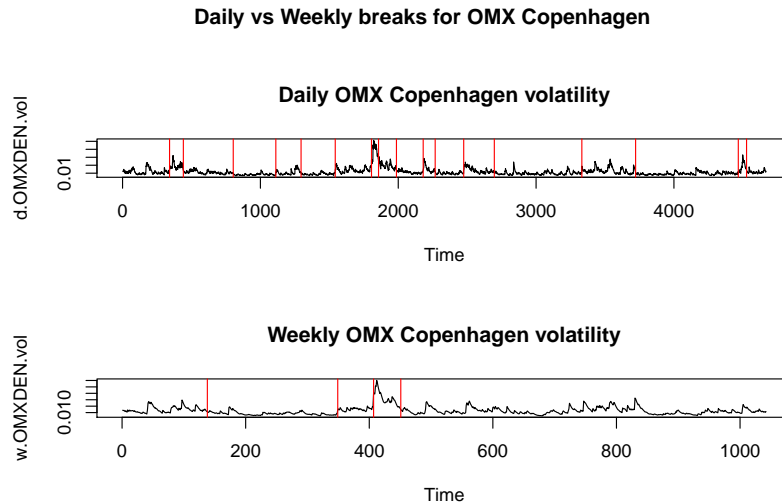 Daily vs Weekly breaks for OMX Copenhagen
Daily OMX Copenhagen volatility
d.OMXDEN.vol
0.01
0 1000 2000 3000 4000
Time
Weekly OMX Copenhagen volatility
w.OMXDEN.vol
0.010
0 200 400 600 800 1000
Time